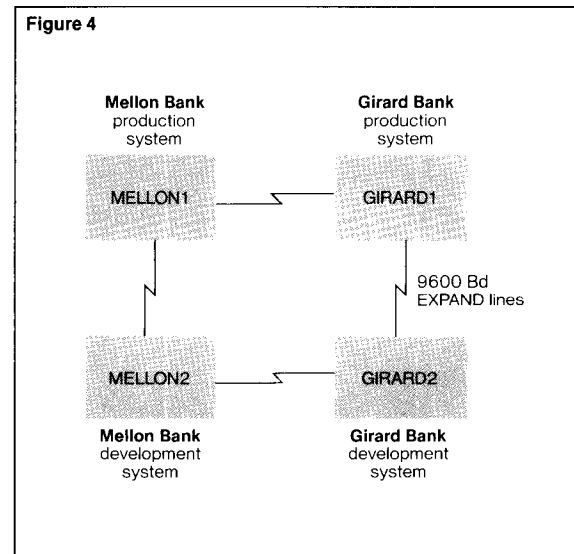 Figure 4
Mellon Bank
production
system
Girard Bank
production
system
MELLON1
GIRARD1
9600 Bd
EXPAND lines
MELLON2
GIRARD2
Mellon Bank
development
system
Girard Bank
development
system